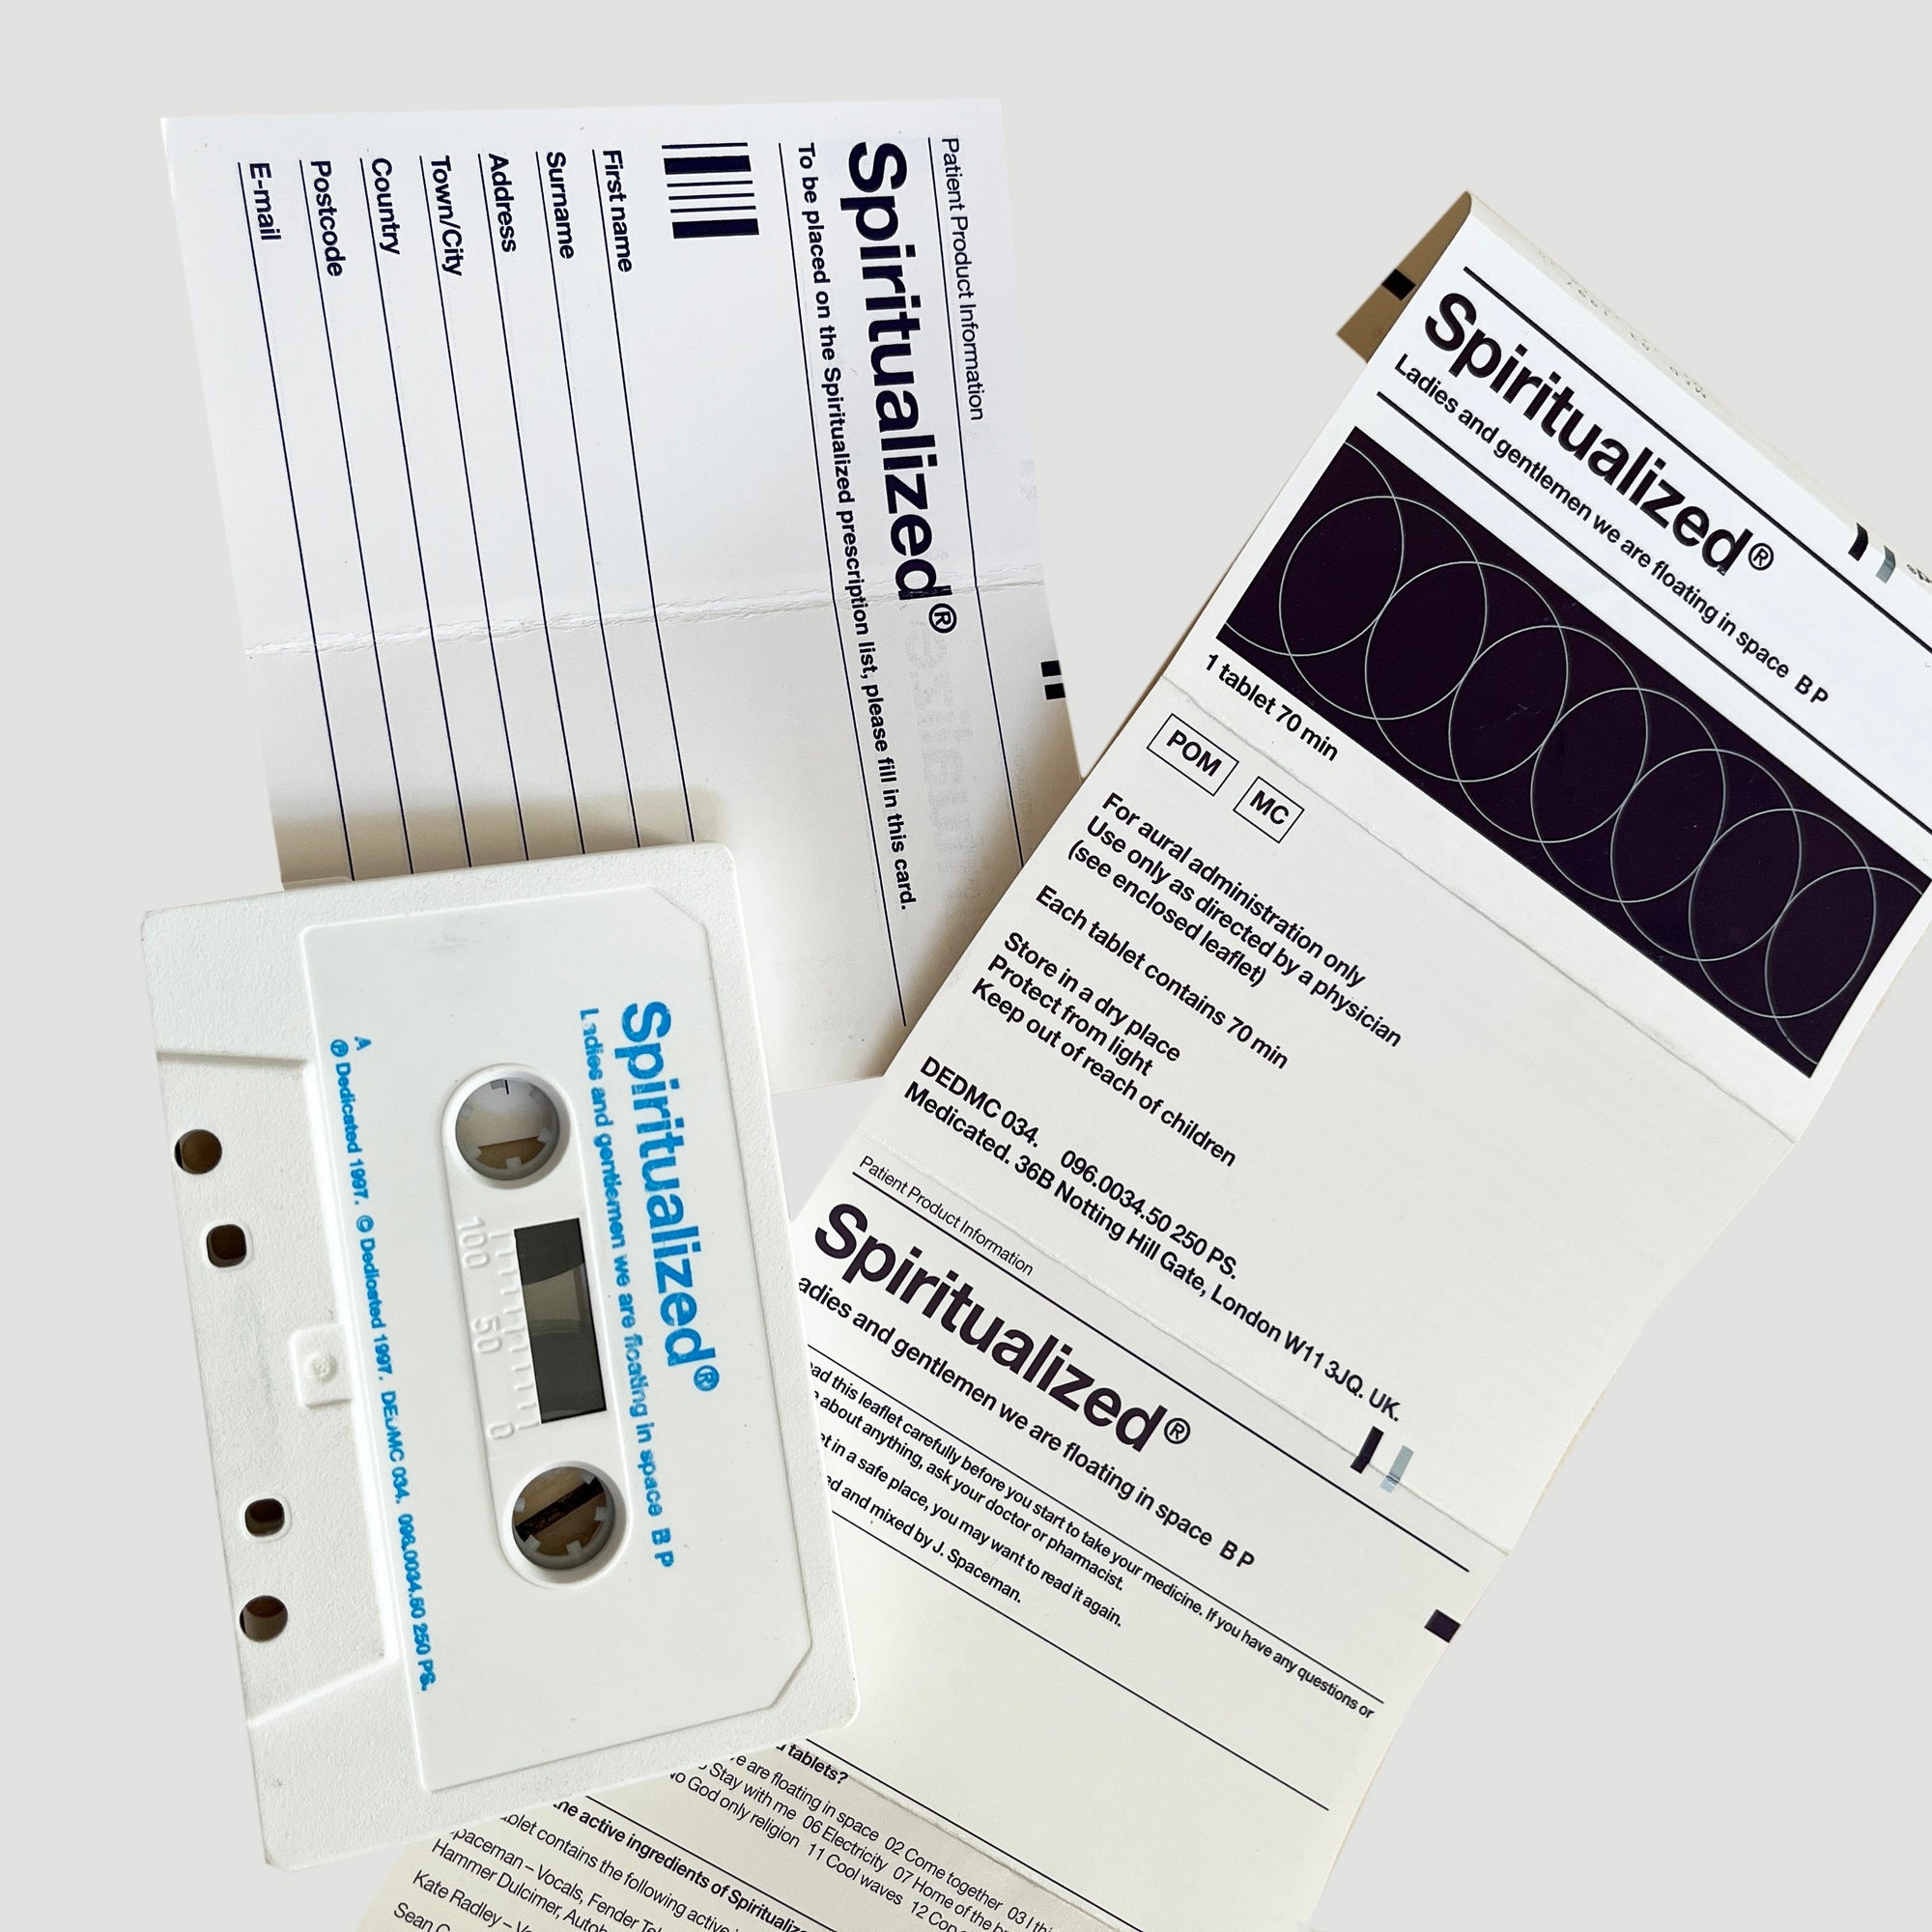 Patient Product Information
Spiritualized®
To be placed on the Spiritualized prescription list, please fill in this card.
First name
Surname
Address
Town/City
Country
Postcode
E-mail
Spiritualized®
Ladies and gentlemen we are floating in space B P
1 tablet 70 min
POM MC
For aural administration only
Use only as directed by a physician
(see enclosed leaflet)
Each tablet contains 70 min
Store in a dry place
Protect from light
Keep out of reach of children
DEDMC 034. 096.0034.50 250 PS.
Medicated. 36B Notting Hill Gate, London W11 3JQ. UK.
Patient Product Information
Spiritualized®
adies and gentlemen we are floating in space B P
ad this leaflet carefully before you start to take your medicine. If you have any questions or
about anything, ask your doctor or pharmacist.
in a safe place, you may want to read it again.
and mixed by J. Spaceman.
tablets?
we are floating in space 02 Come together 03 I thi
Stay with me 06 Electricity 07 Home of the b
No God only religion 11 Cool waves 12 Cop
the active ingredients of Spiritualize
tablet contains the following active i
Spaceman – Vocals, Fender Tel
Hammer Dulcimer, Autoh
Kate Radley – Vo
Sean C
Spiritualized®
Ladies and gentlemen we are floating in space B P
100 50 0
A
℗ Dedicated 1997. © Dedicated 1997. DEDMC 034. 096.0034.50 250 PS.